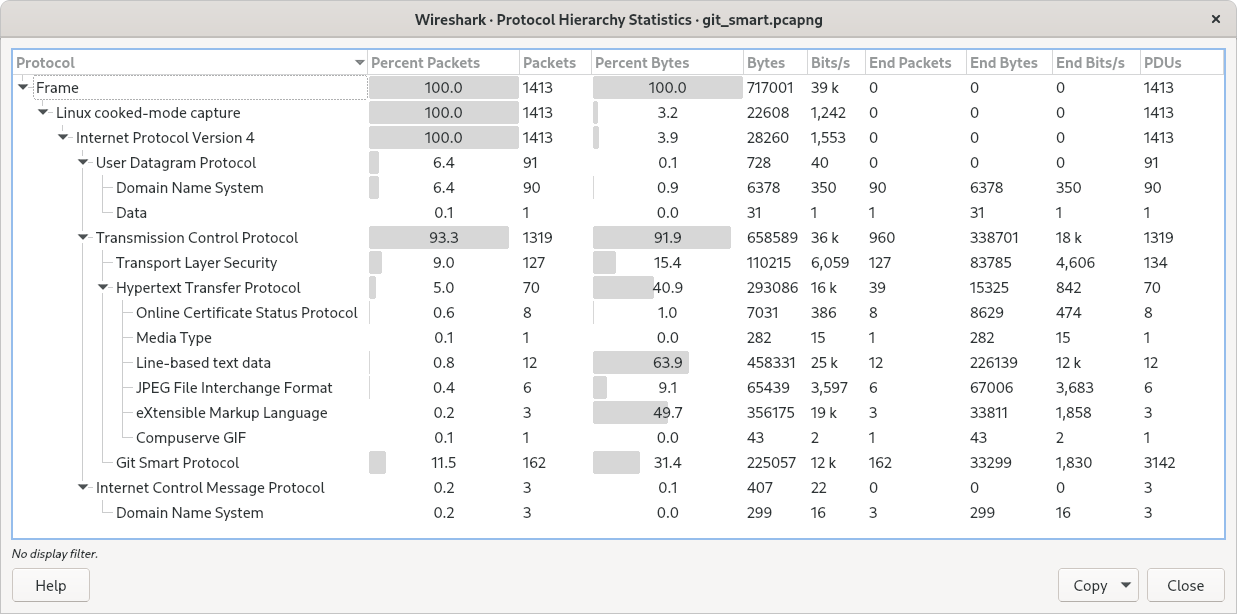 Wireshark · Protocol Hierarchy Statistics · git_smart.pcapng ×
Protocol Percent Packets Packets Percent Bytes Bytes Bits/s End Packets End Bytes End Bits/s PDUs
Frame 100.0 1413 100.0 717001 39 k 0 0 0 1413
Linux cooked-mode capture 100.0 1413 3.2 22608 1,242 0 0 0 1413
Internet Protocol Version 4 100.0 1413 3.9 28260 1,553 0 0 0 1413
User Datagram Protocol 6.4 91 0.1 728 40 0 0 0 91
Domain Name System 6.4 90 0.9 6378 350 90 6378 350 90
Data 0.1 1 0.0 31 1 1 31 1 1
Transmission Control Protocol 93.3 1319 91.9 658589 36 k 960 338701 18 k 1319
Transport Layer Security 9.0 127 15.4 110215 6,059 127 83785 4,606 134
Hypertext Transfer Protocol 5.0 70 40.9 293086 16 k 39 15325 842 70
Online Certificate Status Protocol 0.6 8 1.0 7031 386 8 8629 474 8
Media Type 0.1 1 0.0 282 15 1 282 15 1
Line-based text data 0.8 12 63.9 458331 25 k 12 226139 12 k 12
JPEG File Interchange Format 0.4 6 9.1 65439 3,597 6 67006 3,683 6
eXtensible Markup Language 0.2 3 49.7 356175 19 k 3 33811 1,858 3
Compuserve GIF 0.1 1 0.0 43 2 1 43 2 1
Git Smart Protocol 11.5 162 31.4 225057 12 k 162 33299 1,830 3142
Internet Control Message Protocol 0.2 3 0.1 407 22 0 0 0 3
Domain Name System 0.2 3 0.0 299 16 3 299 16 3
No display filter.
Help Copy Close